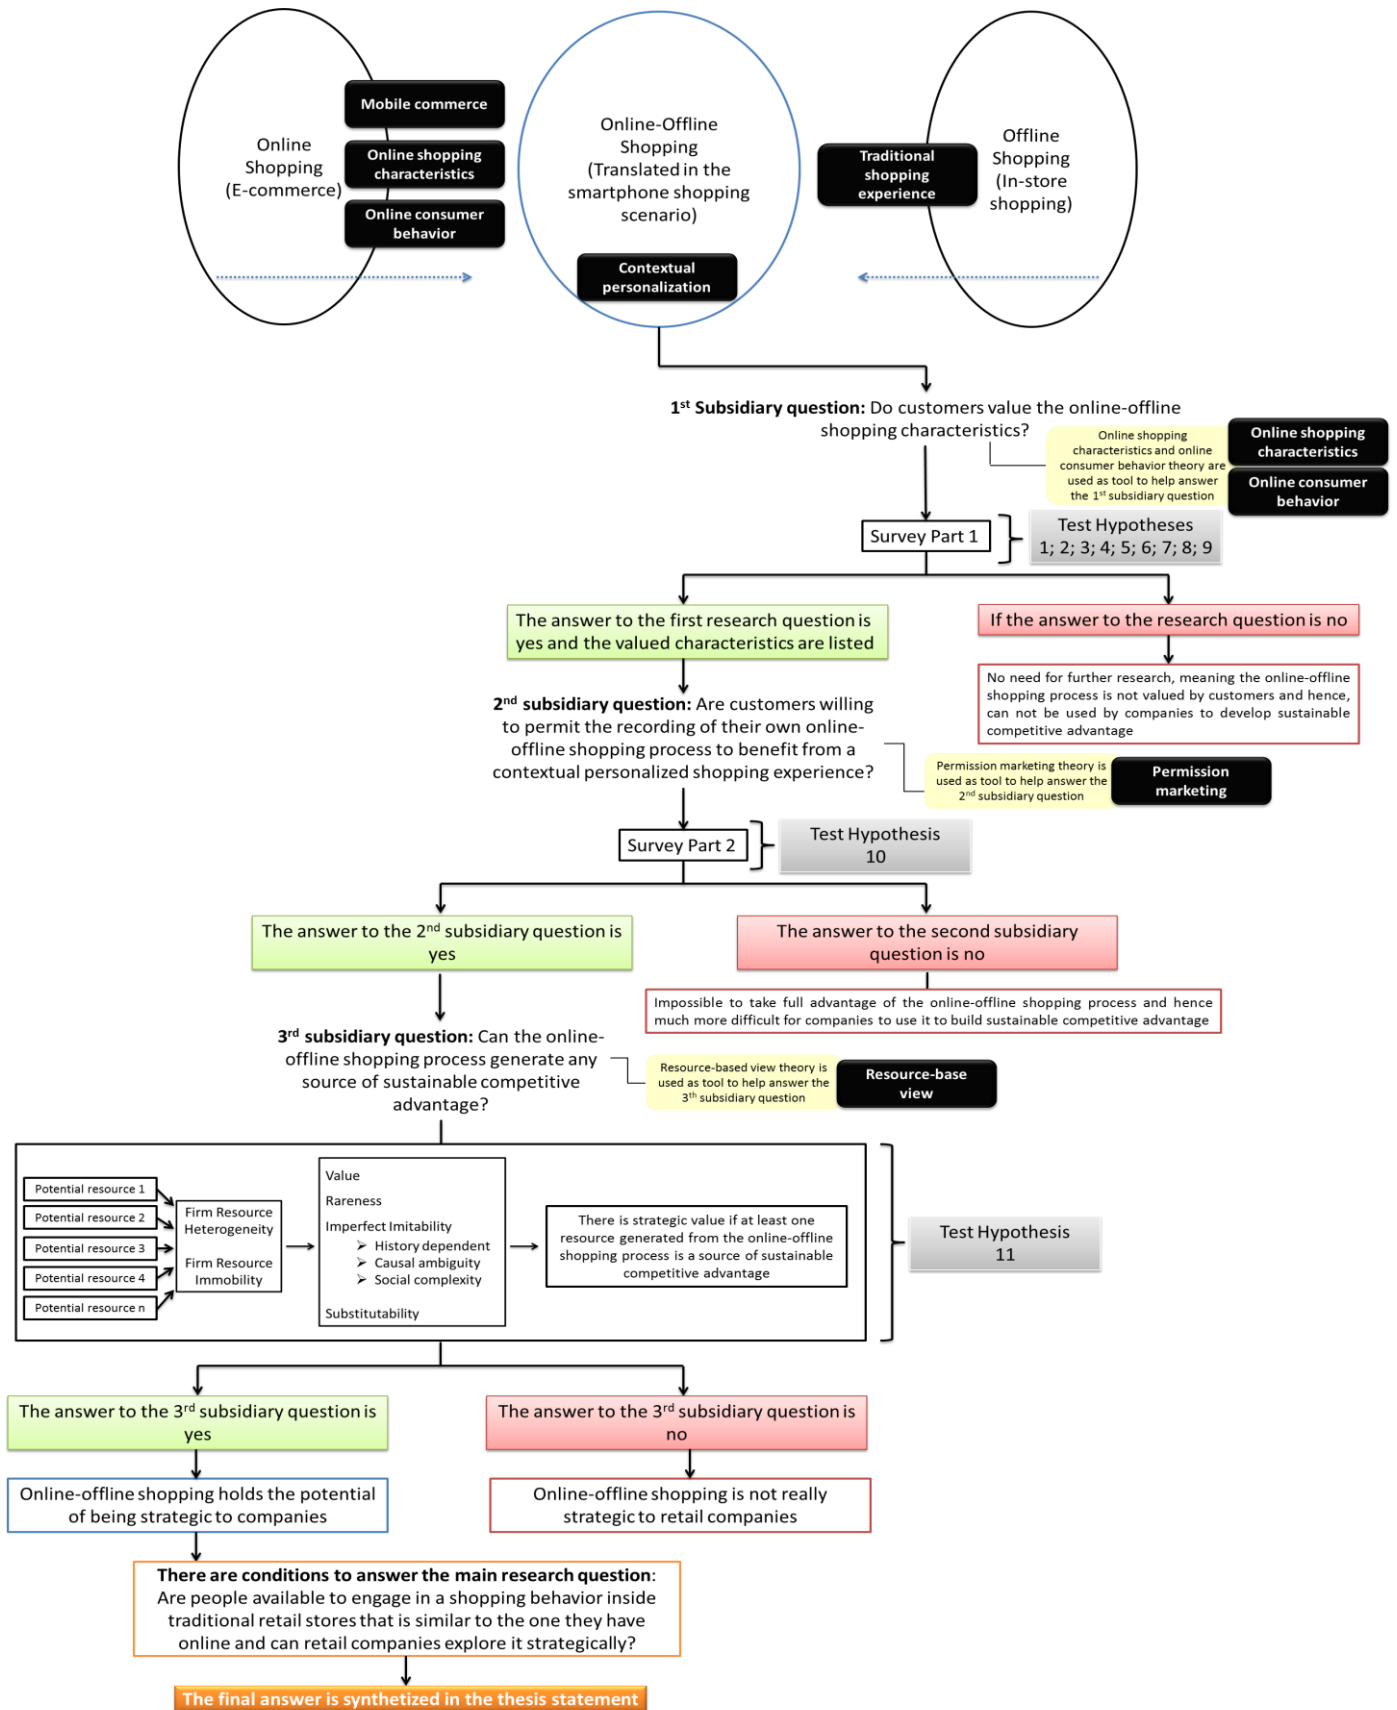 Online
Shopping
(E-commerce)
Mobile commerce
Online shopping
characteristics
Online consumer
behavior
Online-Offline
Shopping
(Translated in the
smartphone shopping
scenario)
Contextual
personalization
Traditional
shopping
experience
Offline
Shopping
(In-store
shopping)
1st Subsidiary question: Do customers value the online-offline
shopping characteristics?
Online shopping
characteristics and online
consumer behavior theory are
used as tool to help answer
the 1st subsidiary question
Online shopping
characteristics
Online consumer
behavior
Survey Part 1
Test Hypotheses
1; 2; 3; 4; 5; 6; 7; 8; 9
The answer to the first research question is
yes and the valued characteristics are listed
If the answer to the research question is no
No need for further research, meaning the online-offline
shopping process is not valued by customers and hence,
can not be used by companies to develop sustainable
competitive advantage
2nd subsidiary question: Are customers willing
to permit the recording of their own online-
offline shopping process to benefit from a
contextual personalized shopping experience?
Permission marketing theory is
used as tool to help answer the
2nd subsidiary question
Permission
marketing
Survey Part 2
Test Hypothesis
10
The answer to the 2nd subsidiary question is
yes
The answer to the second subsidiary
question is no
Impossible to take full advantage of the online-offline shopping process and hence
much more difficult for companies to use it to build sustainable competitive advantage
3rd subsidiary question: Can the online-
offline shopping process generate any
source of sustainable competitive
advantage?
Resource-based view theory is
used as tool to help answer the
3th subsidiary question
Resource-base
view
Potential resource 1
Potential resource 2
Potential resource 3
Potential resource 4
Potential resource n
Firm Resource
Heterogeneity
Firm Resource
Immobility
Value
Rareness
Imperfect Imitability
➢ History dependent
➢ Causal ambiguity
➢ Social complexity
Substitutability
There is strategic value if at least one
resource generated from the online-offline
shopping process is a source of sustainable
competitive advantage
Test Hypothesis
11
The answer to the 3rd subsidiary question is
yes
The answer to the 3rd subsidiary question is
no
Online-offline shopping holds the potential
of being strategic to companies
Online-offline shopping is not really
strategic to retail companies
There are conditions to answer the main research question:
Are people available to engage in a shopping behavior inside
traditional retail stores that is similar to the one they have
online and can retail companies explore it strategically?
The final answer is synthetized in the thesis statement